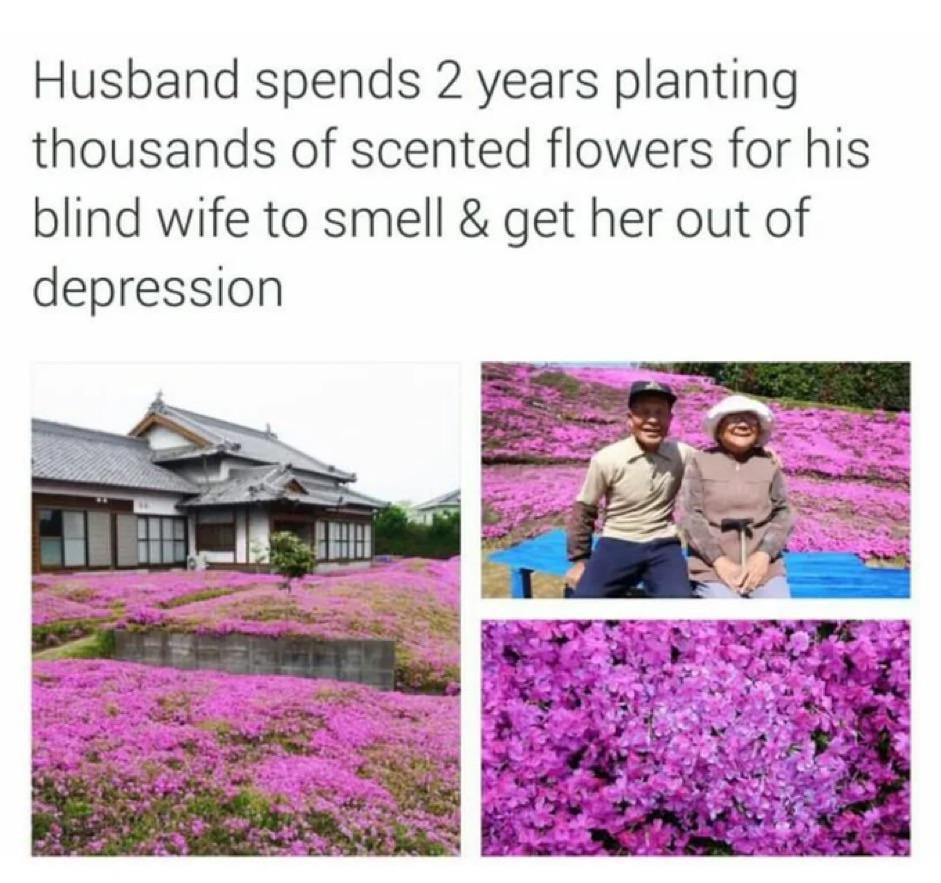 Husband spends 2 years planting
thousands of scented flowers for his
blind wife to smell & get her out of
depression